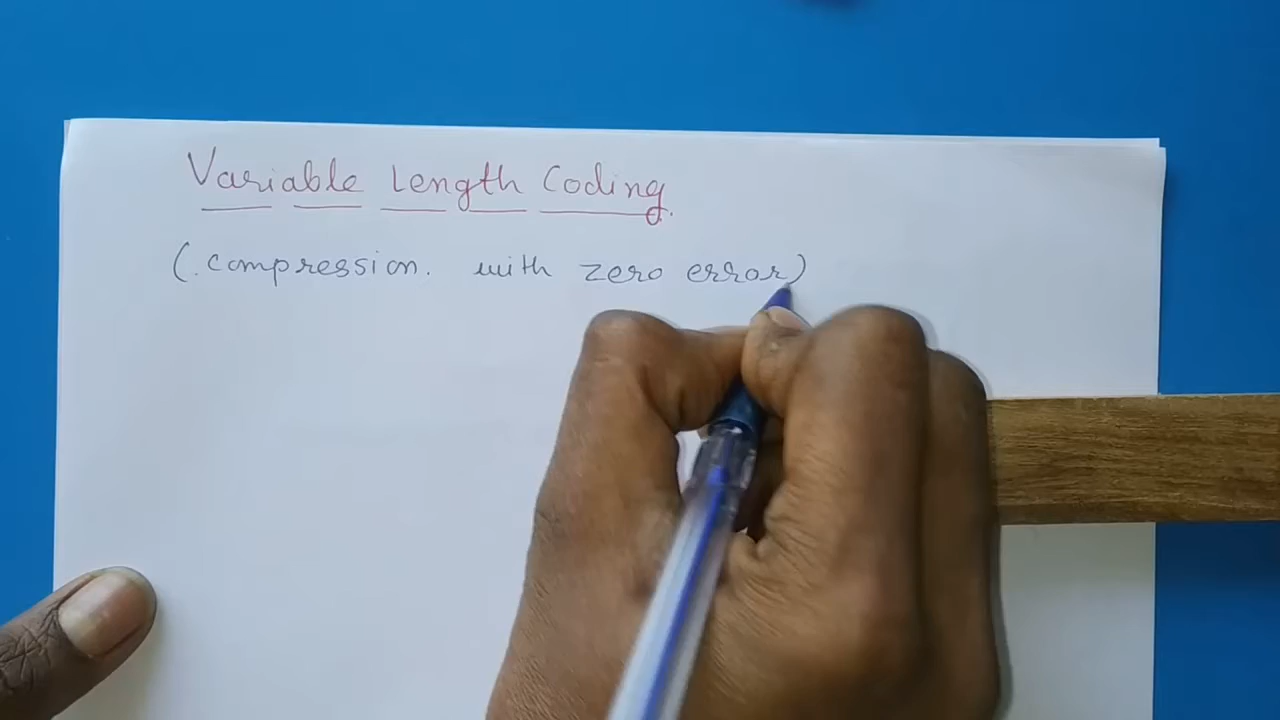 Variable Length Coding
(compression. with zero error)